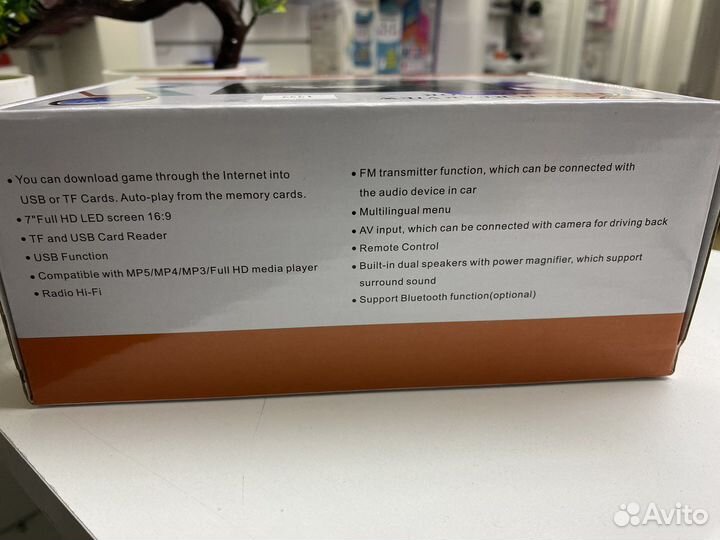 • You can download game through the Internet into
USB or TF Cards. Auto-play from the memory cards.
• 7"Full HD LED screen 16:9
• TF and USB Card Reader
• USB Function
• Compatible with MP5/MP4/MP3/Full HD media player
• Radio Hi-Fi
• FM transmitter function, which can be connected with
the audio device in car
• Multilingual menu
• AV input, which can be connected with camera for driving back
• Remote Control
• Built-in dual speakers with power magnifier, which support
surround sound
• Support Bluetooth function(optional)
Avito